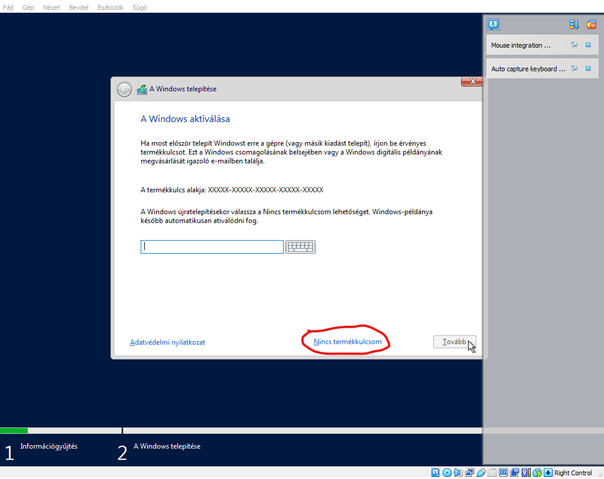 Fájl Gép Nézet Bevitel Eszközök Súgó
Mouse integration ...
Auto capture keyboard ...
A Windows telepítése
A Windows aktiválása
Ha most először telepít Windowst erre a gépre (vagy másik kiadást telepít), írjon be érvényes
termékkulcsot. Ezt a Windows csomagolásának belsejében vagy a Windows digitális példányának
megvásárlását igazoló e-mailben találja.
A termékkulcs alakja: XXXXX-XXXXX-XXXXX-XXXXX-XXXXX
A Windows újratelepítésekor válassza a Nincs termékkulcsom lehetőséget. Windows-példánya
később automatikusan ativálódni fog.
Adatvédelmi nyilatkozat Nincs termékkulcsom Tovább
1 Információgyűjtés 2 A Windows telepítése
Right Control